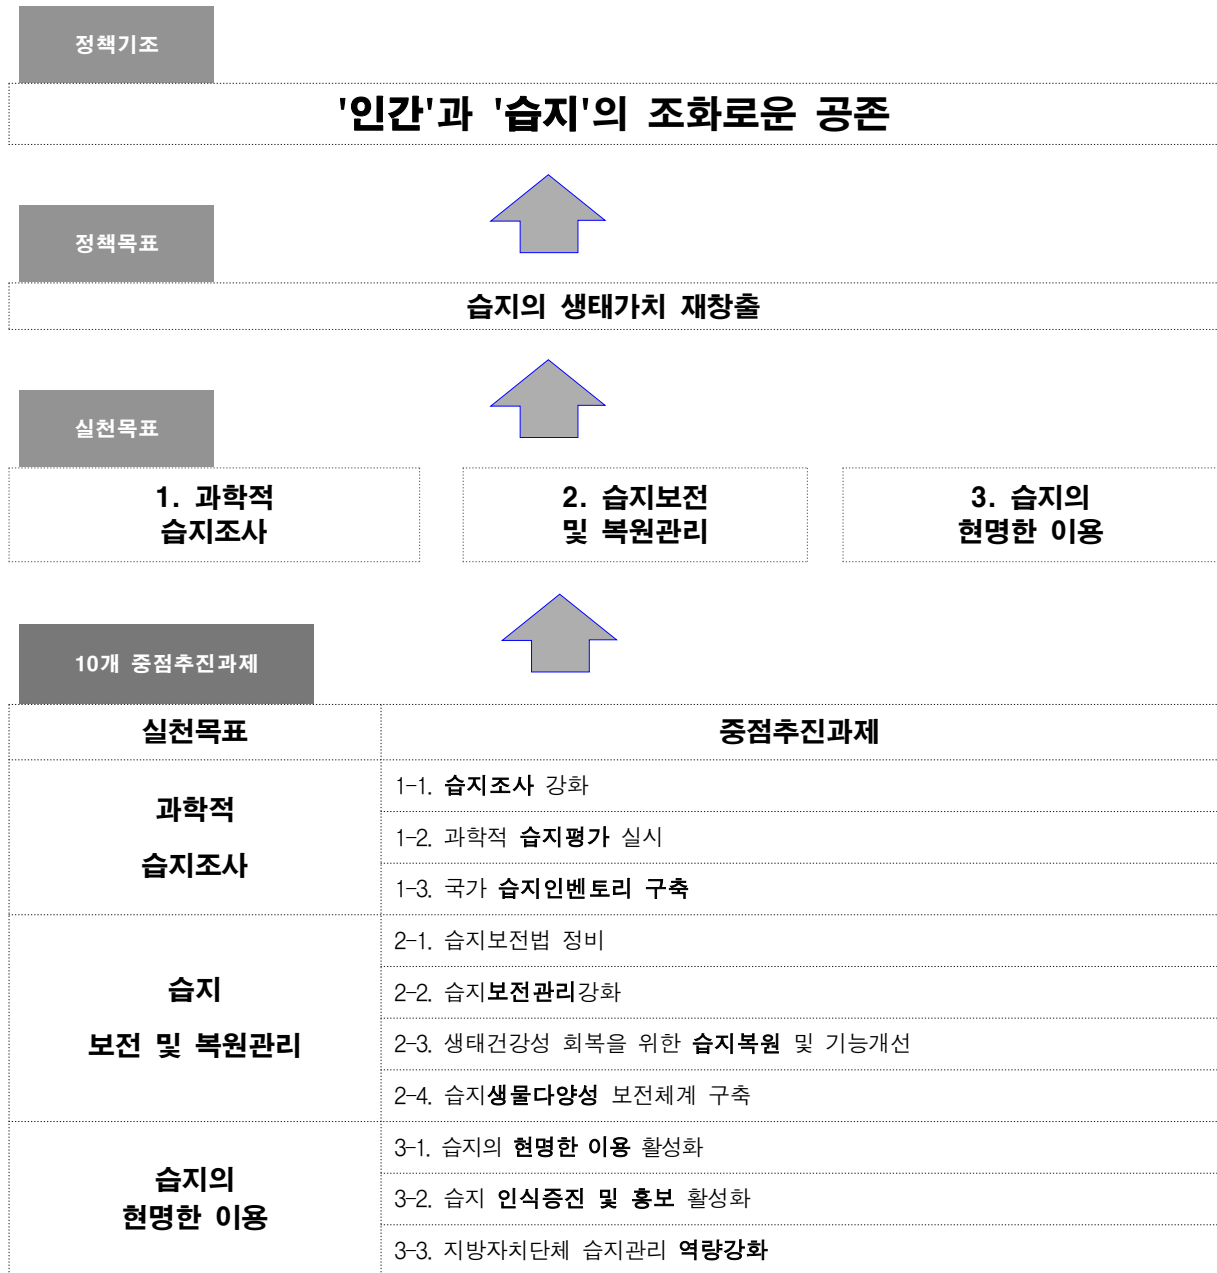 정책기조
'인간'과 '습지'의 조화로운 공존
정책목표
습지의 생태가치 재창출
실천목표
1. 과학적
습지조사
2. 습지보전
및 복원관리
3. 습지의
현명한 이용
10개 중점추진과제
실천목표
중점추진과제
과학적
습지조사
1-1. 습지조사 강화
1-2. 과학적 습지평가 실시
1-3. 국가 습지인벤토리 구축
습지
보전 및 복원관리
2-1. 습지보전법 정비
2-2. 습지보전관리강화
2-3. 생태건강성 회복을 위한 습지복원 및 기능개선
2-4. 습지생물다양성 보전체계 구축
습지의
현명한 이용
3-1. 습지의 현명한 이용 활성화
3-2. 습지 인식증진 및 홍보 활성화
3-3. 지방자치단체 습지관리 역량강화